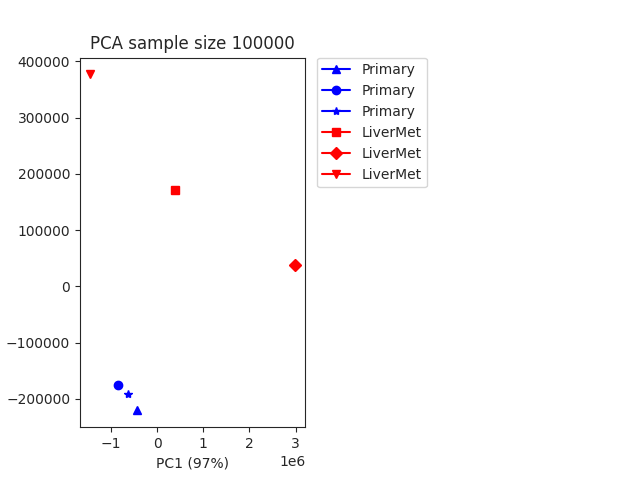 PCA sample size 100000
400000
300000
200000
100000
0
−100000
−200000
−1 0 1 2 3
1e6
PC1 (97%)
Primary
Primary
Primary
LiverMet
LiverMet
LiverMet